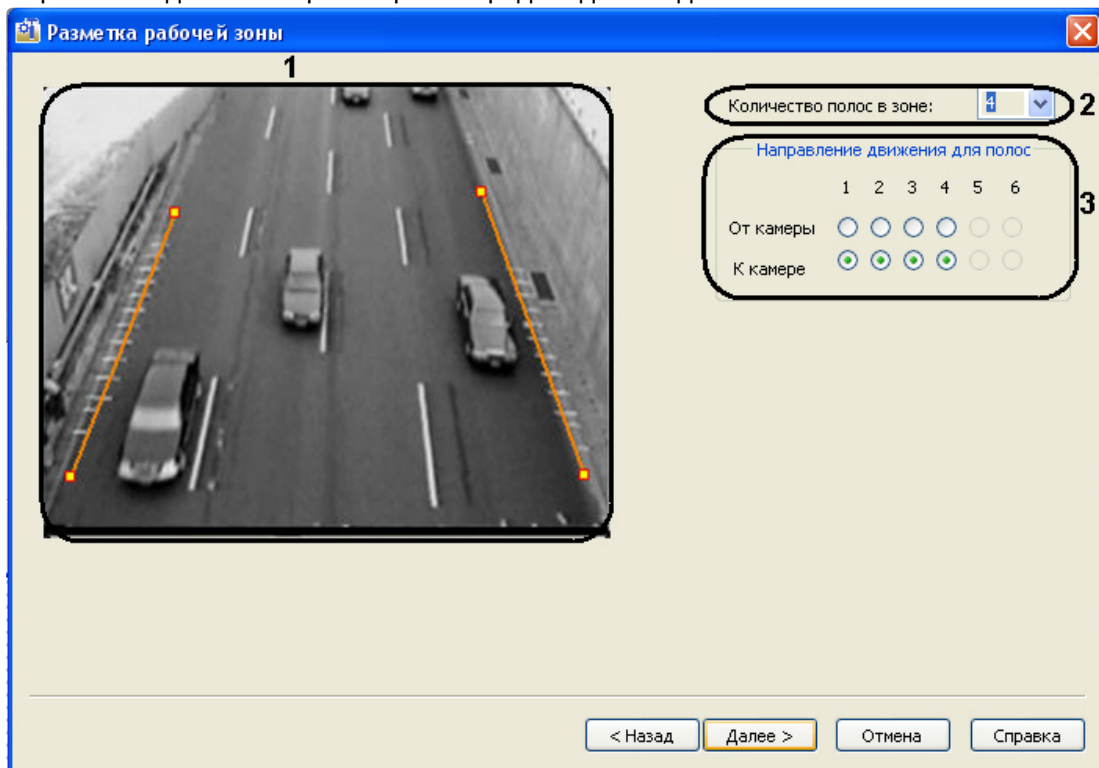 Разметка рабочей зоны
1
Количество полос в зоне: 4
2
Направление движения для полос
1 2 3 4 5 6
3
От камеры
К камере
< Назад
Далее >
Отмена
Справка